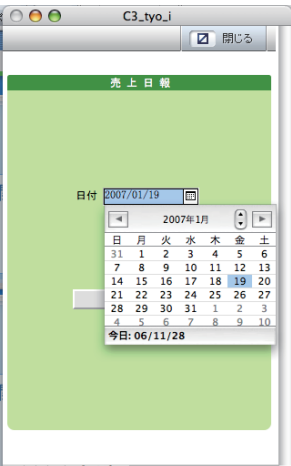 C3_tyo_i
閉じる
売上日報
日付 2007/01/19
2007年1月
日 月 火 水 木 金 土
31 1 2 3 4 5 6
7 8 9 10 11 12 13
14 15 16 17 18 19 20
21 22 23 24 25 26 27
28 29 30 31 1 2 3
4 5 6 7 8 9 10
今日: 06/11/28